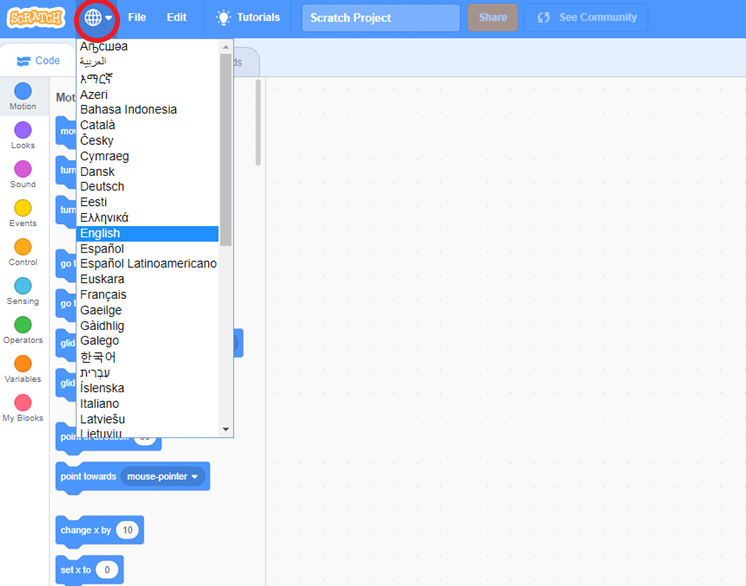 SCRATCH File Edit Tutorials Scratch Project Share See Community
Code
Motion
Looks
Sound
Events
Control
Sensing
Operators
Variables
My Blocks
Аҧсшәа
العربية
አማርኛ
Azeri
Bahasa Indonesia
Català
Česky
Cymraeg
Dansk
Deutsch
Eesti
Ελληνικά
English
Español
Español Latinoamericano
Euskara
Français
Gaeilge
Gàidhlig
Galego
한국어
עִבְרִית
Íslenska
Italiano
Latviešu
Lietuvių
point towards mouse-pointer
change x by 10
set x to 0